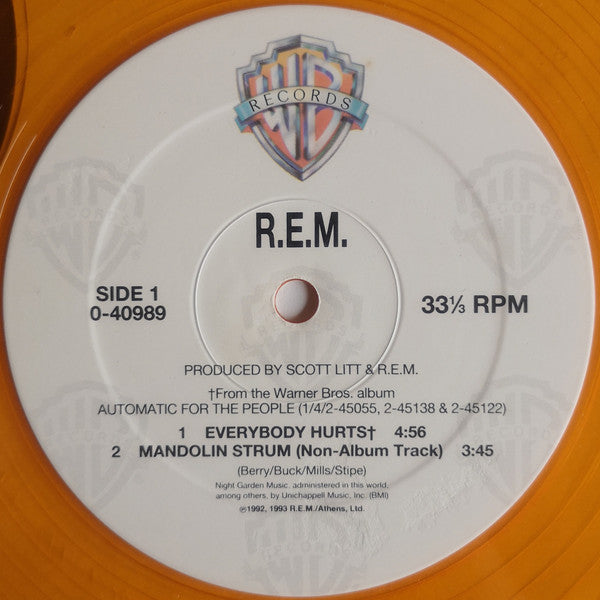 WB
RECORDS
R.E.M.
SIDE 1
0-40989
33⅓ RPM
PRODUCED BY SCOTT LITT & R.E.M.
†From the Warner Bros. album
AUTOMATIC FOR THE PEOPLE (1/4/2-45055, 2-45138 & 2-45122)
1 EVERYBODY HURTS† 4:56
2 MANDOLIN STRUM (Non-Album Track) 3:45
(Berry/Buck/Mills/Stipe)
Night Garden Music. administered in this world,
among others, by Unichappell Music, Inc. (BMI)
℗1992, 1993 R.E.M./Athens, Ltd.